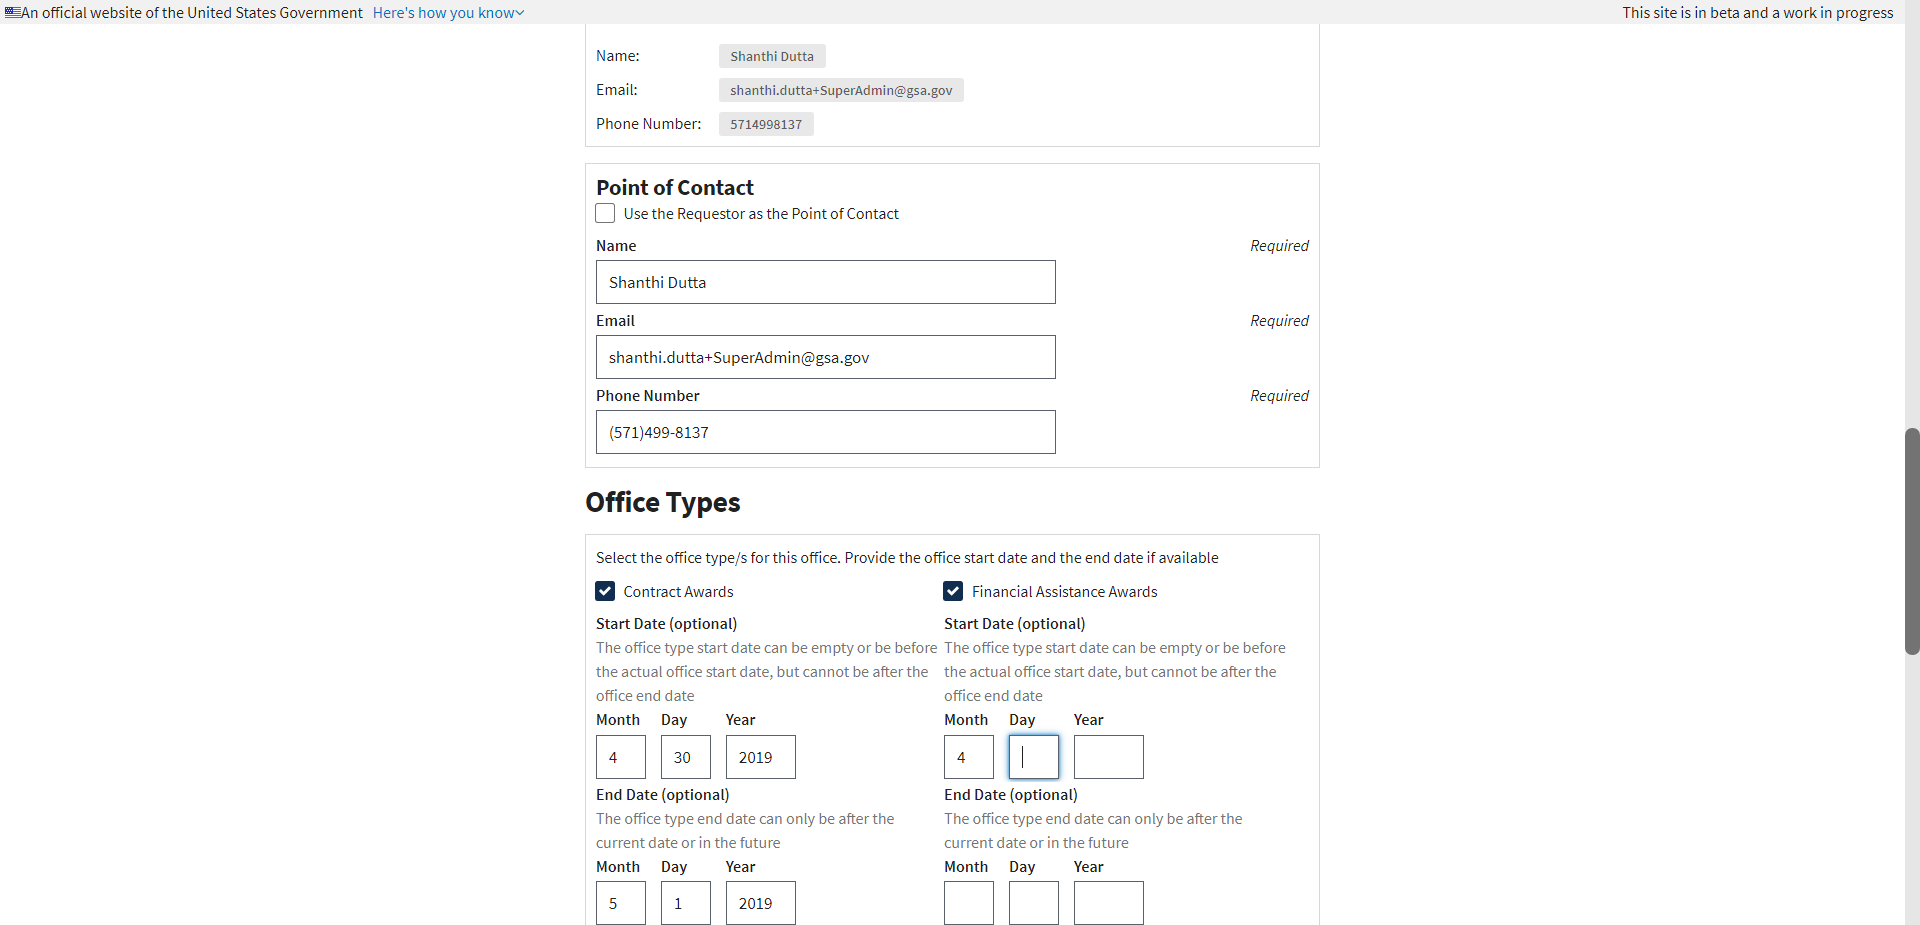 An official website of the United States Government Here's how you know
This site is in beta and a work in progress
Name: Shanthi Dutta
Email: shanthi.dutta+SuperAdmin@gsa.gov
Phone Number: 5714998137
Point of Contact
Use the Requestor as the Point of Contact
Name Required
Shanthi Dutta
Email Required
shanthi.dutta+SuperAdmin@gsa.gov
Phone Number Required
(571)499-8137
Office Types
Select the office type/s for this office. Provide the office start date and the end date if available
Contract Awards
Start Date (optional)
The office type start date can be empty or be before
the actual office start date, but cannot be after the
office end date
Month Day Year
4 30 2019
End Date (optional)
The office type end date can only be after the
current date or in the future
Month Day Year
5 1 2019
Financial Assistance Awards
Start Date (optional)
The office type start date can be empty or be before
the actual office start date, but cannot be after the
office end date
Month Day Year
4
End Date (optional)
The office type end date can only be after the
current date or in the future
Month Day Year